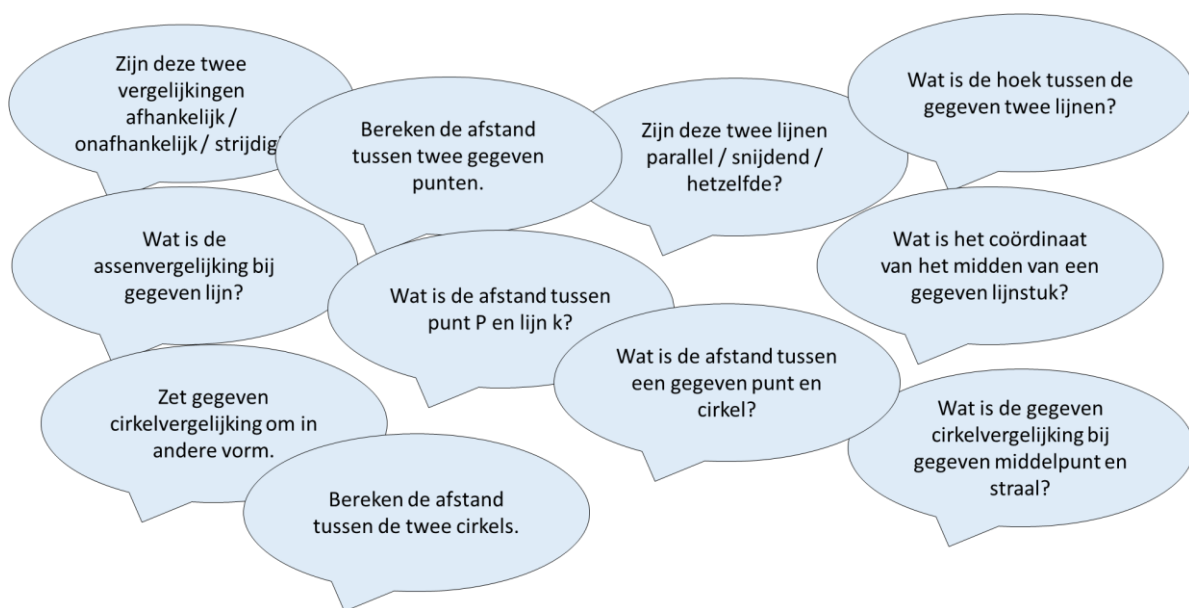 Zijn deze twee
vergelijkingen
afhankelijk /
onafhankelijk / strijdig
Bereken de afstand
tussen twee gegeven
punten.
Zijn deze twee lijnen
parallel / snijdend /
hetzelfde?
Wat is de hoek tussen de
gegeven twee lijnen?
Wat is de
assenvergelijking bij
gegeven lijn?
Wat is de afstand tussen
punt P en lijn k?
Wat is het coördinaat
van het midden van een
gegeven lijnstuk?
Wat is de afstand tussen
een gegeven punt en
cirkel?
Zet gegeven
cirkelvergelijking om in
andere vorm.
Wat is de gegeven
cirkelvergelijking bij
gegeven middelpunt en
straal?
Bereken de afstand
tussen de twee cirkels.